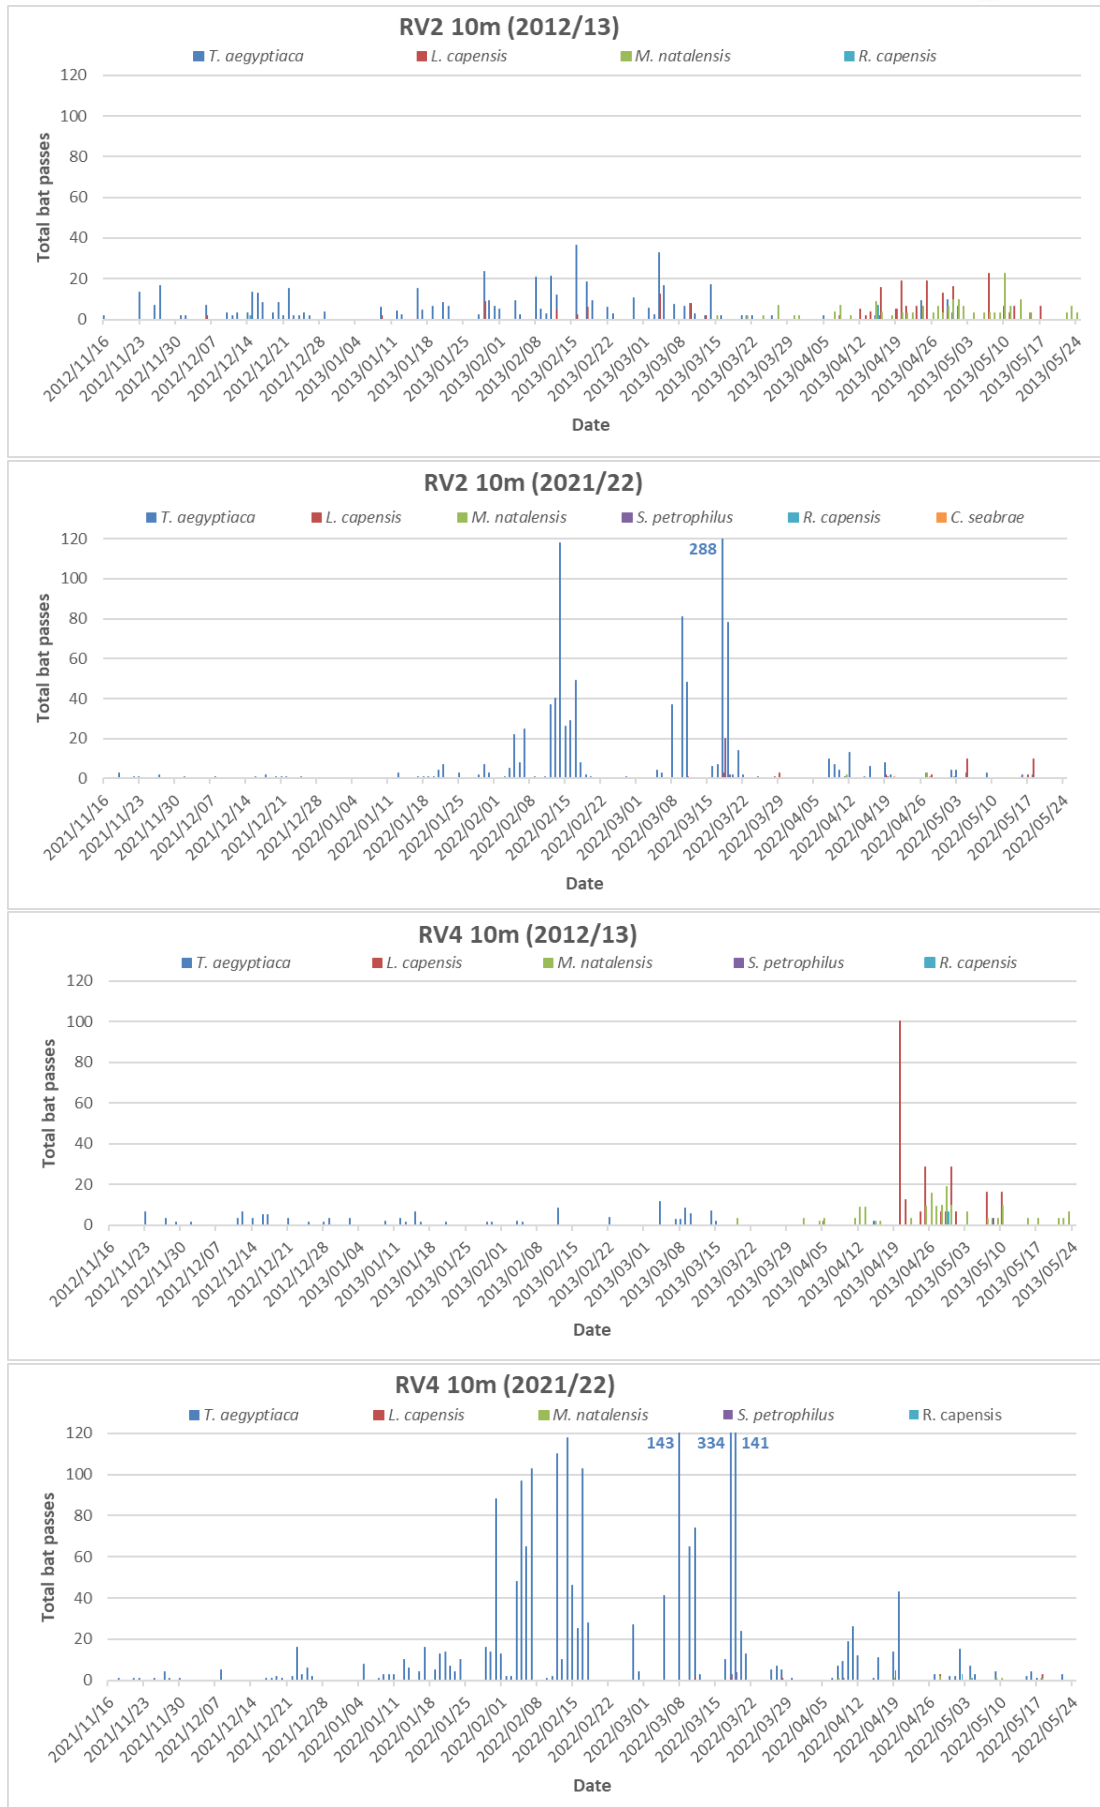 RV2 10m (2012/13)
T. aegyptiaca L. capensis M. natalensis R. capensis
Total bat passes
120
100
80
60
40
20
0
2012/11/16 2012/11/23 2012/11/30 2012/12/07 2012/12/14 2012/12/21 2012/12/28 2013/01/04 2013/01/11 2013/01/18 2013/01/25 2013/02/01 2013/02/08 2013/02/15 2013/02/22 2013/03/01 2013/03/08 2013/03/15 2013/03/22 2013/03/29 2013/04/05 2013/04/12 2013/04/19 2013/04/26 2013/05/03 2013/05/10 2013/05/17 2013/05/24
Date
RV2 10m (2021/22)
T. aegyptiaca L. capensis M. natalensis S. petrophilus R. capensis C. seabrae
Total bat passes
120
100
80
60
40
20
0
288
2021/11/16 2021/11/23 2021/11/30 2021/12/07 2021/12/14 2021/12/21 2021/12/28 2022/01/04 2022/01/11 2022/01/18 2022/01/25 2022/02/01 2022/02/08 2022/02/15 2022/02/22 2022/03/01 2022/03/08 2022/03/15 2022/03/22 2022/03/29 2022/04/05 2022/04/12 2022/04/19 2022/04/26 2022/05/03 2022/05/10 2022/05/17 2022/05/24
Date
RV4 10m (2012/13)
T. aegyptiaca L. capensis M. natalensis S. petrophilus R. capensis
Total bat passes
120
100
80
60
40
20
0
2012/11/16 2012/11/23 2012/11/30 2012/12/07 2012/12/14 2012/12/21 2012/12/28 2013/01/04 2013/01/11 2013/01/18 2013/01/25 2013/02/01 2013/02/08 2013/02/15 2013/02/22 2013/03/01 2013/03/08 2013/03/15 2013/03/22 2013/03/29 2013/04/05 2013/04/12 2013/04/19 2013/04/26 2013/05/03 2013/05/10 2013/05/17 2013/05/24
Date
RV4 10m (2021/22)
T. aegyptiaca L. capensis M. natalensis S. petrophilus R. capensis
Total bat passes
120
100
80
60
40
20
0
143 334 141
2021/11/16 2021/11/23 2021/11/30 2021/12/07 2021/12/14 2021/12/21 2021/12/28 2022/01/04 2022/01/11 2022/01/18 2022/01/25 2022/02/01 2022/02/08 2022/02/15 2022/02/22 2022/03/01 2022/03/08 2022/03/15 2022/03/22 2022/03/29 2022/04/05 2022/04/12 2022/04/19 2022/04/26 2022/05/03 2022/05/10 2022/05/17 2022/05/24
Date